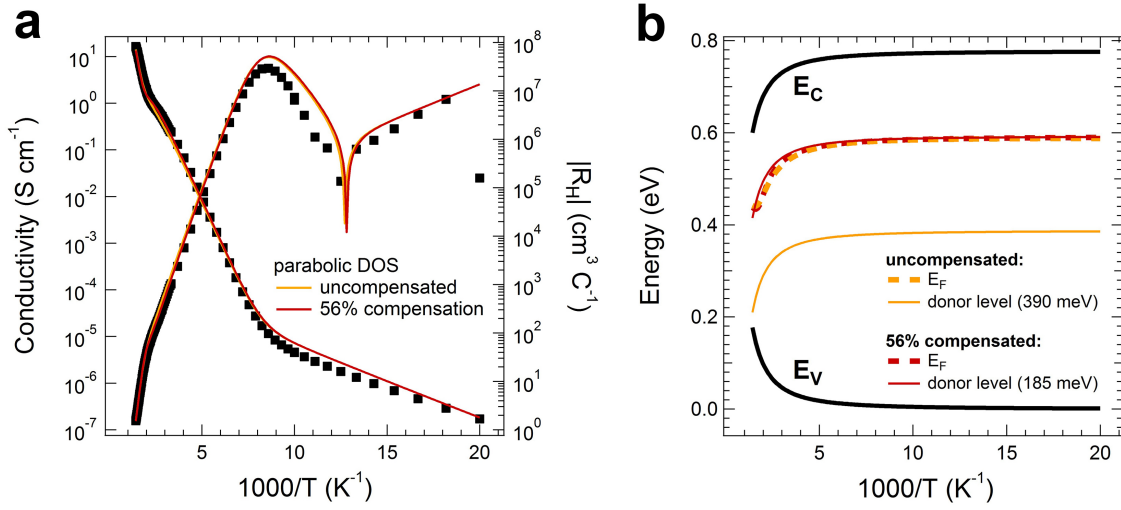 a
Conductivity (S cm⁻¹)
10¹
10⁰
10⁻¹
10⁻²
10⁻³
10⁻⁴
10⁻⁵
10⁻⁶
10⁻⁷
parabolic DOS
uncompensated
56% compensation
10⁸
10⁷
10⁶
10⁵
10⁴
10³
10²
10¹
10⁰
|R_H| (cm³ C⁻¹)
5
10
15
20
1000/T (K⁻¹)
b
Energy (eV)
0.8
0.6
0.4
0.2
0.0
E_C
E_V
uncompensated:
E_F
donor level (390 meV)
56% compensated:
E_F
donor level (185 meV)
5
10
15
20
1000/T (K⁻¹)